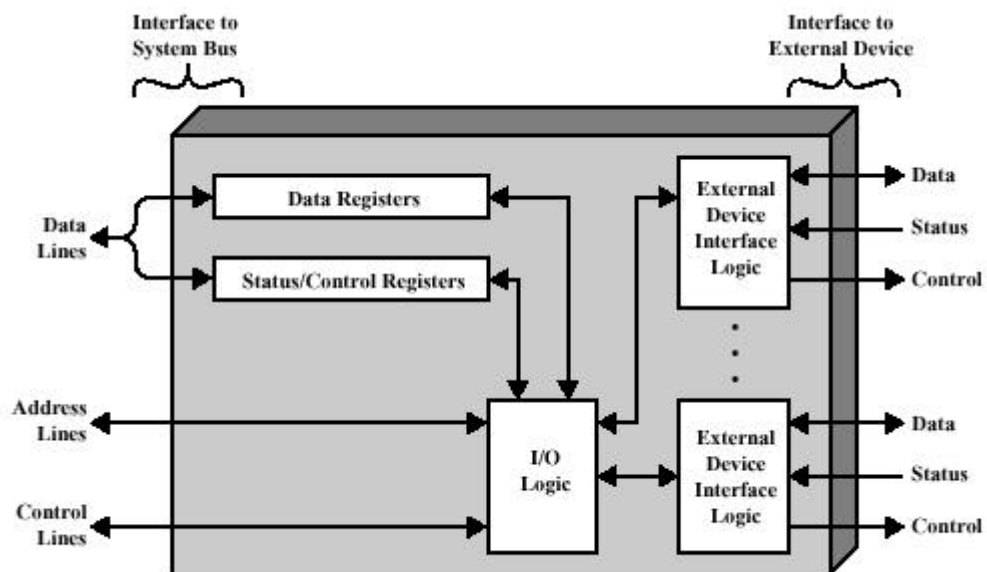 Interface to
System Bus
Interface to
External Device
Data Registers
External
Device
Interface
Logic
Data
Status
Control
Data
Lines
Status/Control Registers
Address
Lines
I/O
Logic
External
Device
Interface
Logic
Data
Status
Control
Control
Lines